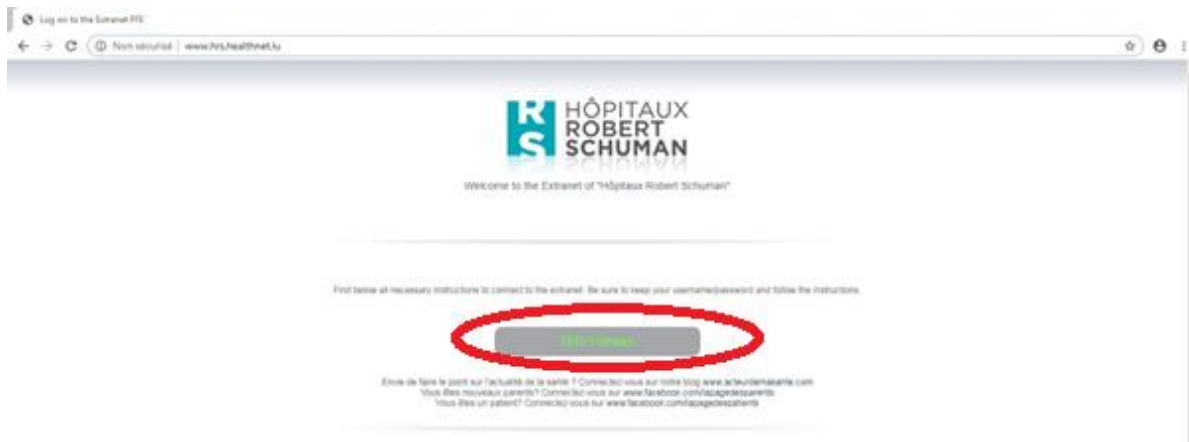 Log on to the Extranet
Non sécurisé | www.hrs.healthnet.lu
RS HÔPITAUX
ROBERT
SCHUMAN
Welcome to the Extranet of "Hôpitaux Robert Schuman"
Find below all necessary instructions to connect to the extranet. Be sure to keep your username/password and follow the instructions.
Envie de faire le point sur l'actualité de la santé ? Connectez-vous sur notre blog www.acteurdemasante.com
Vous êtes nouveaux parents? Connectez-vous sur www.facebook.com/lapagedesparents
Vous êtes un patient? Connectez-vous sur www.facebook.com/lapagedespatients